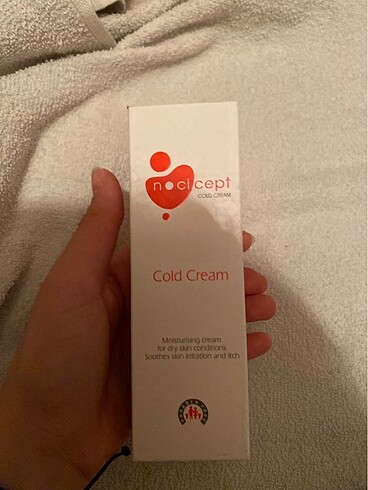 nocicept
COLD CREAM
Cold Cream
Moisturising cream
for dry skin conditions
Soothes skin irritation and itch